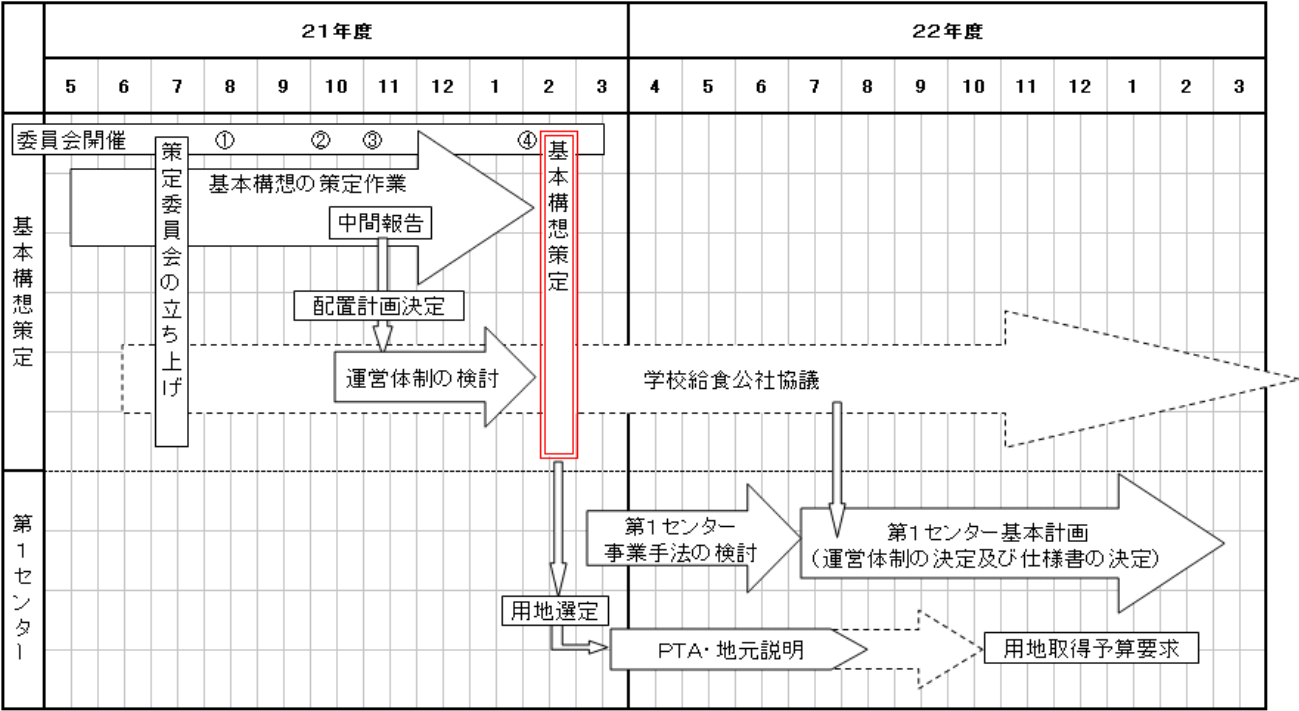 21年度
22年度
5 6 7 8 9 10 11 12 1 2 3 4 5 6 7 8 9 10 11 12 1 2 3
基本構想策定
委員会開催 ① ② ③ ④
策定委員会の立ち上げ
基本構想の策定作業
中間報告
配置計画決定
運営体制の検討
基本構想策定
学校給食公社協議
第1センター
第1センター
事業手法の検討
第1センター基本計画
(運営体制の決定及び仕様書の決定)
用地選定
PTA・地元説明
用地取得予算要求